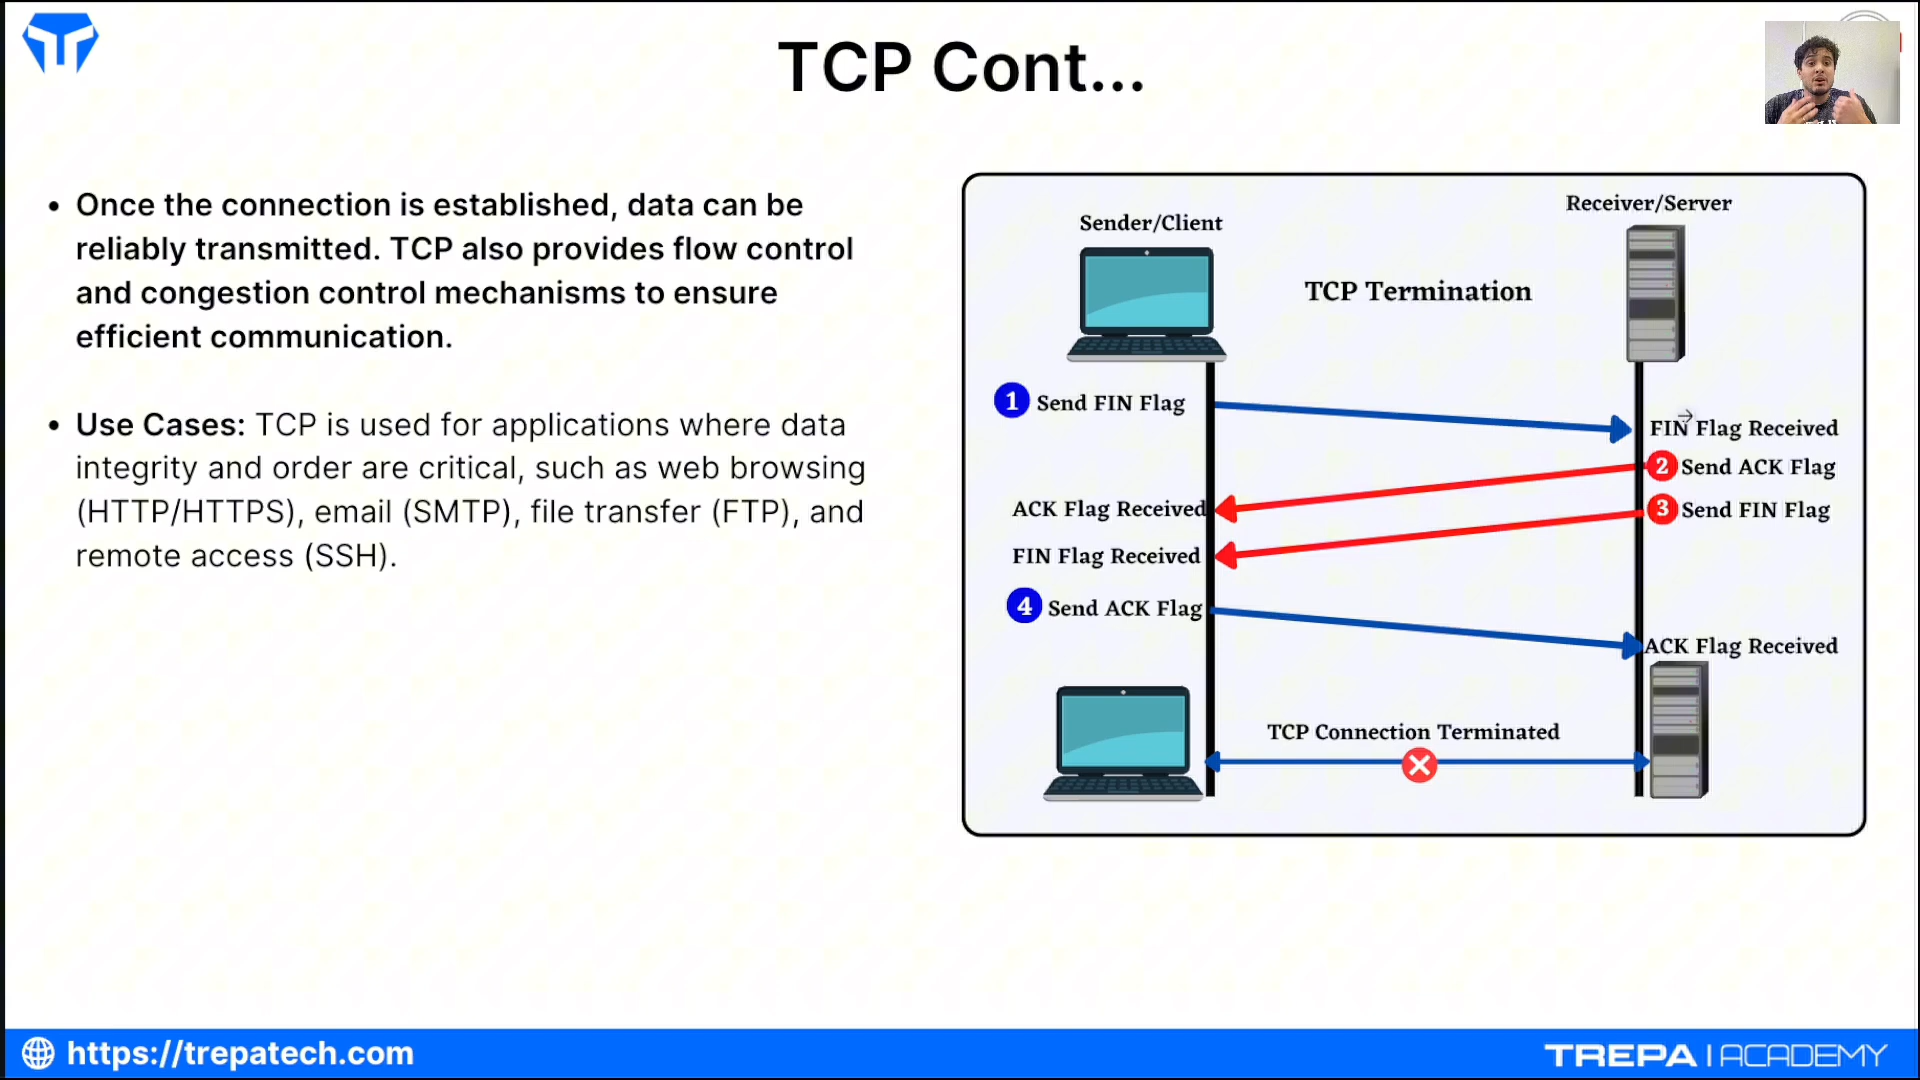 TCP Cont...
• Once the connection is established, data can be
reliably transmitted. TCP also provides flow control
and congestion control mechanisms to ensure
efficient communication.
• Use Cases: TCP is used for applications where data
integrity and order are critical, such as web browsing
(HTTP/HTTPS), email (SMTP), file transfer (FTP), and
remote access (SSH).
Sender/Client
Receiver/Server
TCP Termination
1 Send FIN Flag
FIN Flag Received
2 Send ACK Flag
ACK Flag Received
3 Send FIN Flag
FIN Flag Received
4 Send ACK Flag
ACK Flag Received
TCP Connection Terminated
https://trepatech.com
TREPA | ACADEMY